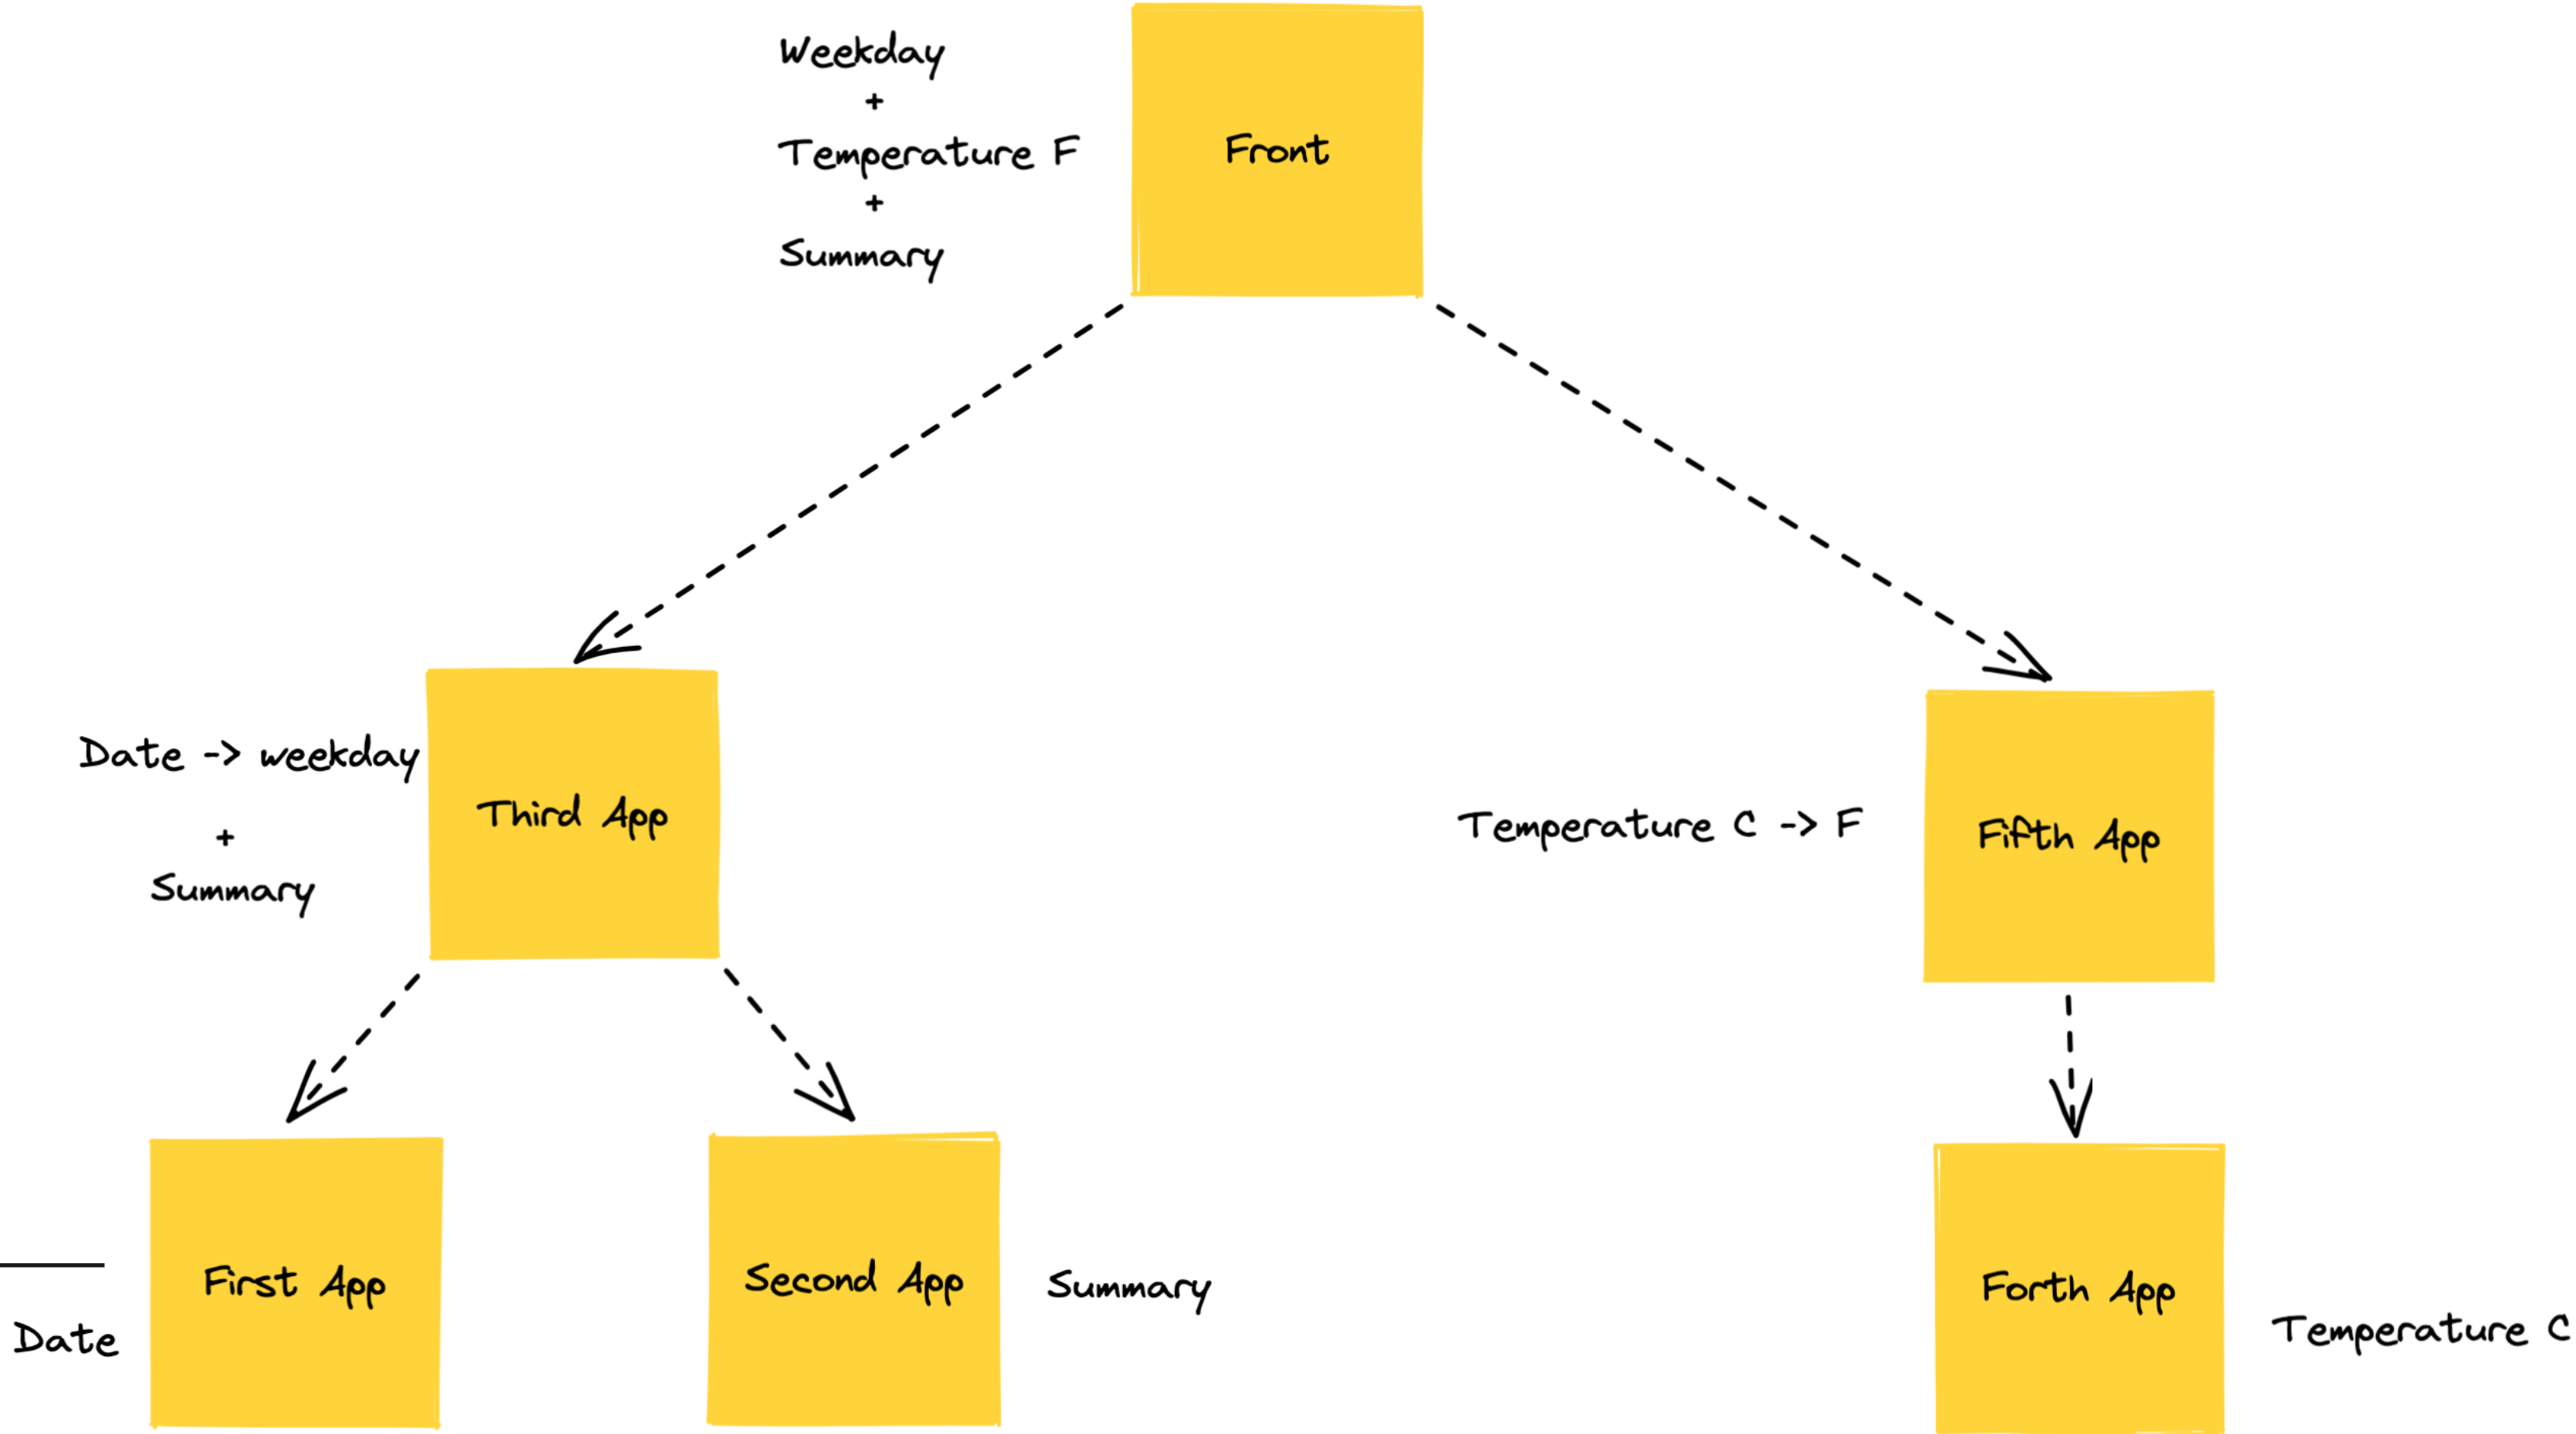 Weekday
+
Temperature F
+
Summary
Front
Date -> weekday
+
Summary
Third App
Temperature C -> F
Fifth App
Date
First App
Second App
Summary
Forth App
Temperature C